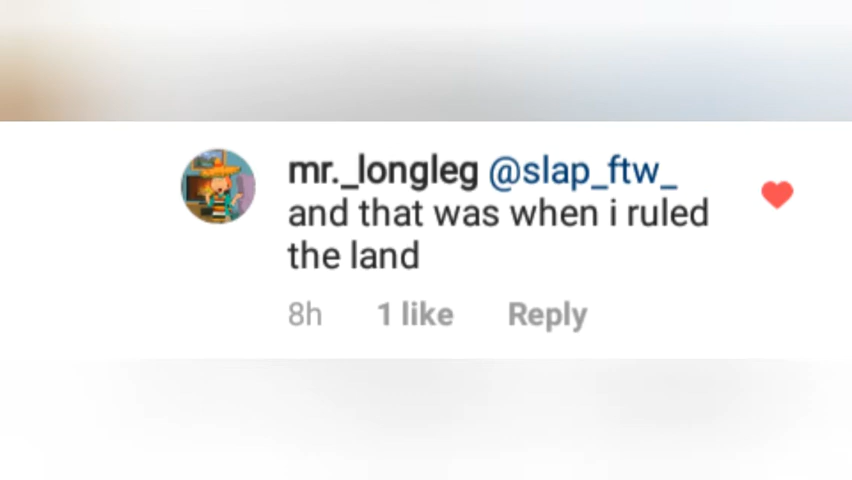 mr._longleg @slap_ftw_
and that was when i ruled
the land
8h 1 like Reply